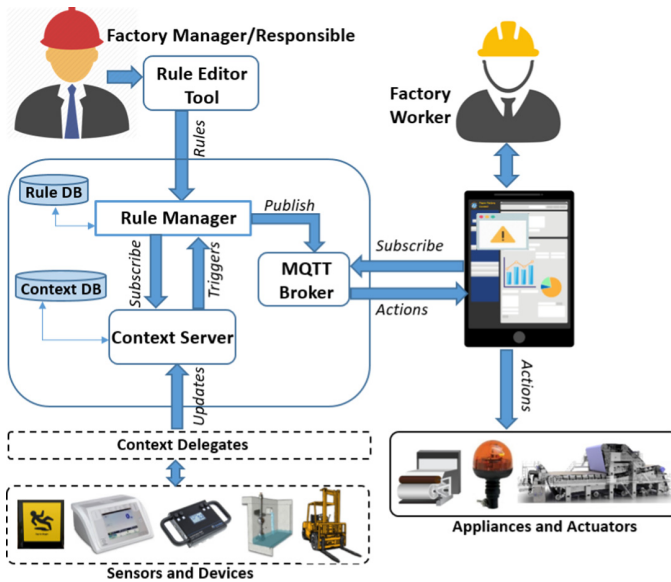 Factory Manager/Responsible
Rule Editor
Tool
Factory
Worker
Rules
Rule DB
Rule Manager
Publish
Subscribe
Triggers
MQTT
Broker
Subscribe
Actions
Context DB
Context Server
Updates
Actions
Context Delegates
Appliances and Actuators
Sensors and Devices